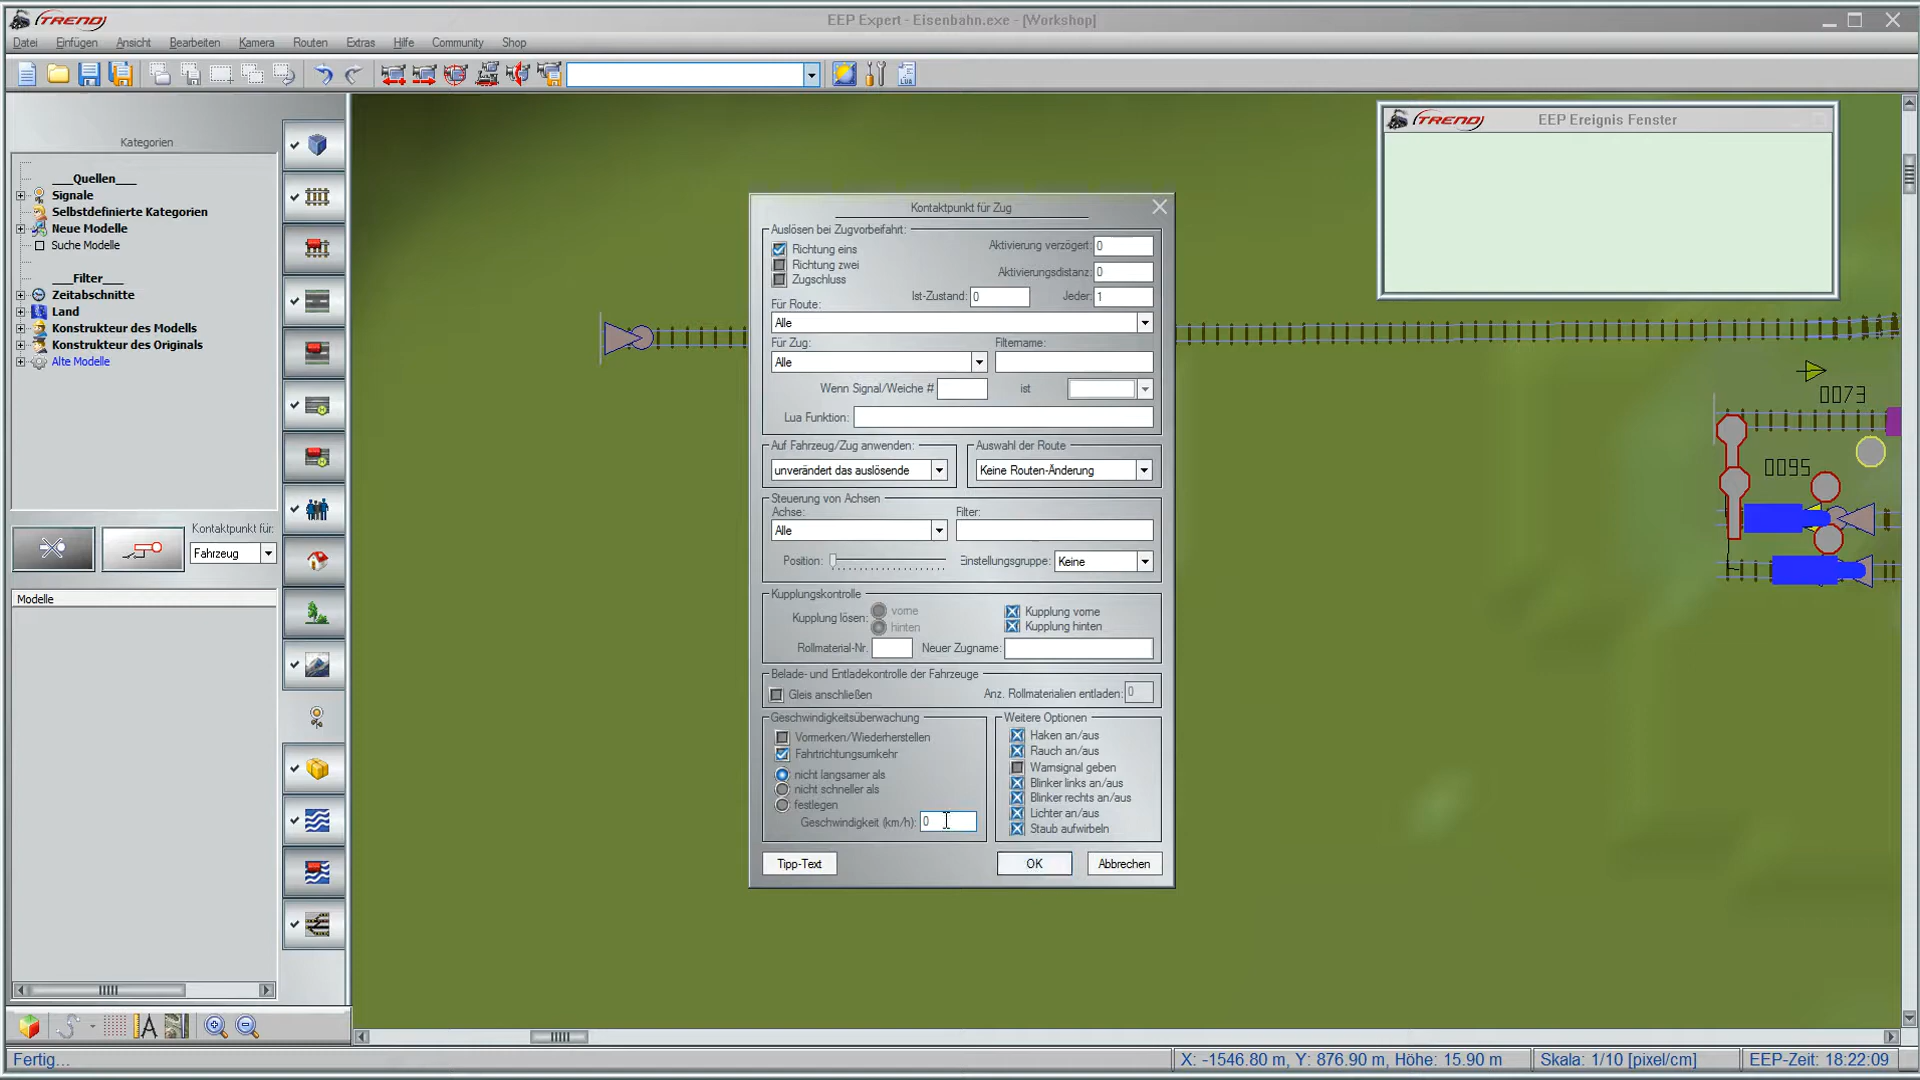 TREND
EEP Expert - Eisenbahn.exe - [Workshop]
Datei Einfügen Ansicht Bearbeiten Kamera Routen Extras Hilfe Community Shop
LUA
TREND
EEP Ereignis Fenster
Kategorien
___Quellen___
Signale
Selbstdefinierte Kategorien
Neue Modelle
Suche Modelle
___Filter___
Zeitabschnitte
Land
Konstrukteur des Modells
Konstrukteur des Originals
Alte Modelle
Kontaktpunkt für:
Fahrzeug
Modelle
Kontaktpunkt für Zug
Auslösen bei Zugvorbeifahrt:
Richtung eins
Aktivierung verzögert: 0
Richtung zwei
Aktivierungsdistanz: 0
Zugschluss
Ist-Zustand: 0 Jeder: 1
Für Route:
Alle
Für Zug: Filtername:
Alle
Wenn Signal/Weiche # ist
Lua Funktion:
Auf Fahrzeug/Zug anwenden: Auswahl der Route
unverändert das auslösende Keine Routen-Änderung
Steuerung von Achsen
Achse: Filter:
Alle
Position: Einstellungsgruppe: Keine
Kupplungskontrolle
Kupplung lösen: vorne Kupplung vorne
hinten Kupplung hinten
Rollmaterial-Nr. Neuer Zugname:
Belade- und Entladekontrolle der Fahrzeuge
Gleis anschließen Anz. Rollmaterialien entladen: 0
Geschwindigkeitsüberwachung Weitere Optionen
Vormerken/Wiederherstellen Haken an/aus
Fahrtrichtungsumkehr Rauch an/aus
nicht langsamer als Warnsignal geben
nicht schneller als Blinker links an/aus
festlegen Blinker rechts an/aus
Geschwindigkeit (km/h): 0 Lichter an/aus
Staub aufwirbeln
Tipp-Text OK Abbrechen
0073
0095
Fertig...
X: -1546.80 m, Y: 876.90 m, Höhe: 15.90 m Skala: 1/10 [pixel/cm] EEP-Zeit: 18:22:09